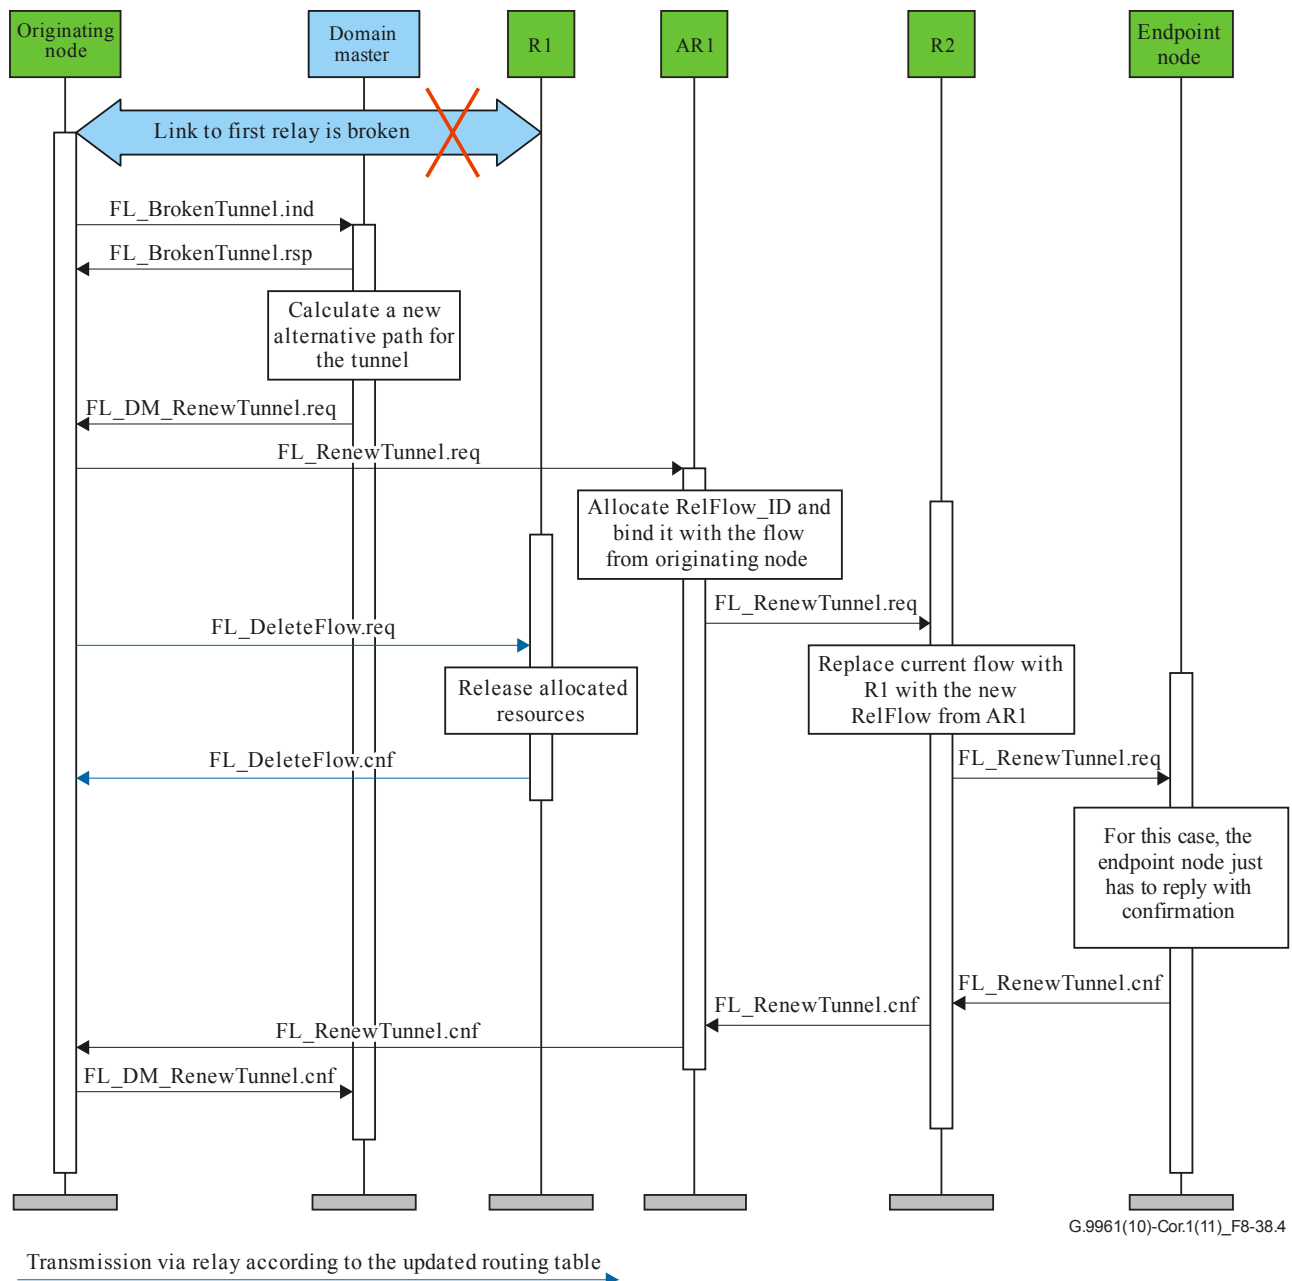 Originating
node
Domain
master
R1
AR1
R2
Endpoint
node
Link to first relay is broken
FL_BrokenTunnel.ind
FL_BrokenTunnel.rsp
Calculate a new
alternative path for
the tunnel
FL_DM_RenewTunnel.req
FL_RenewTunnel.req
Allocate RelFlow_ID and
bind it with the flow
from originating node
FL_RenewTunnel.req
FL_DeleteFlow.req
Replace current flow with
R1 with the new
RelFlow from AR1
Release allocated
resources
FL_DeleteFlow.cnf
FL_RenewTunnel.req
For this case, the
endpoint node just
has to reply with
confirmation
FL_RenewTunnel.cnf
FL_RenewTunnel.cnf
FL_RenewTunnel.cnf
FL_DM_RenewTunnel.cnf
G.9961(10)-Cor.1(11)_F8-38.4
Transmission via relay according to the updated routing table